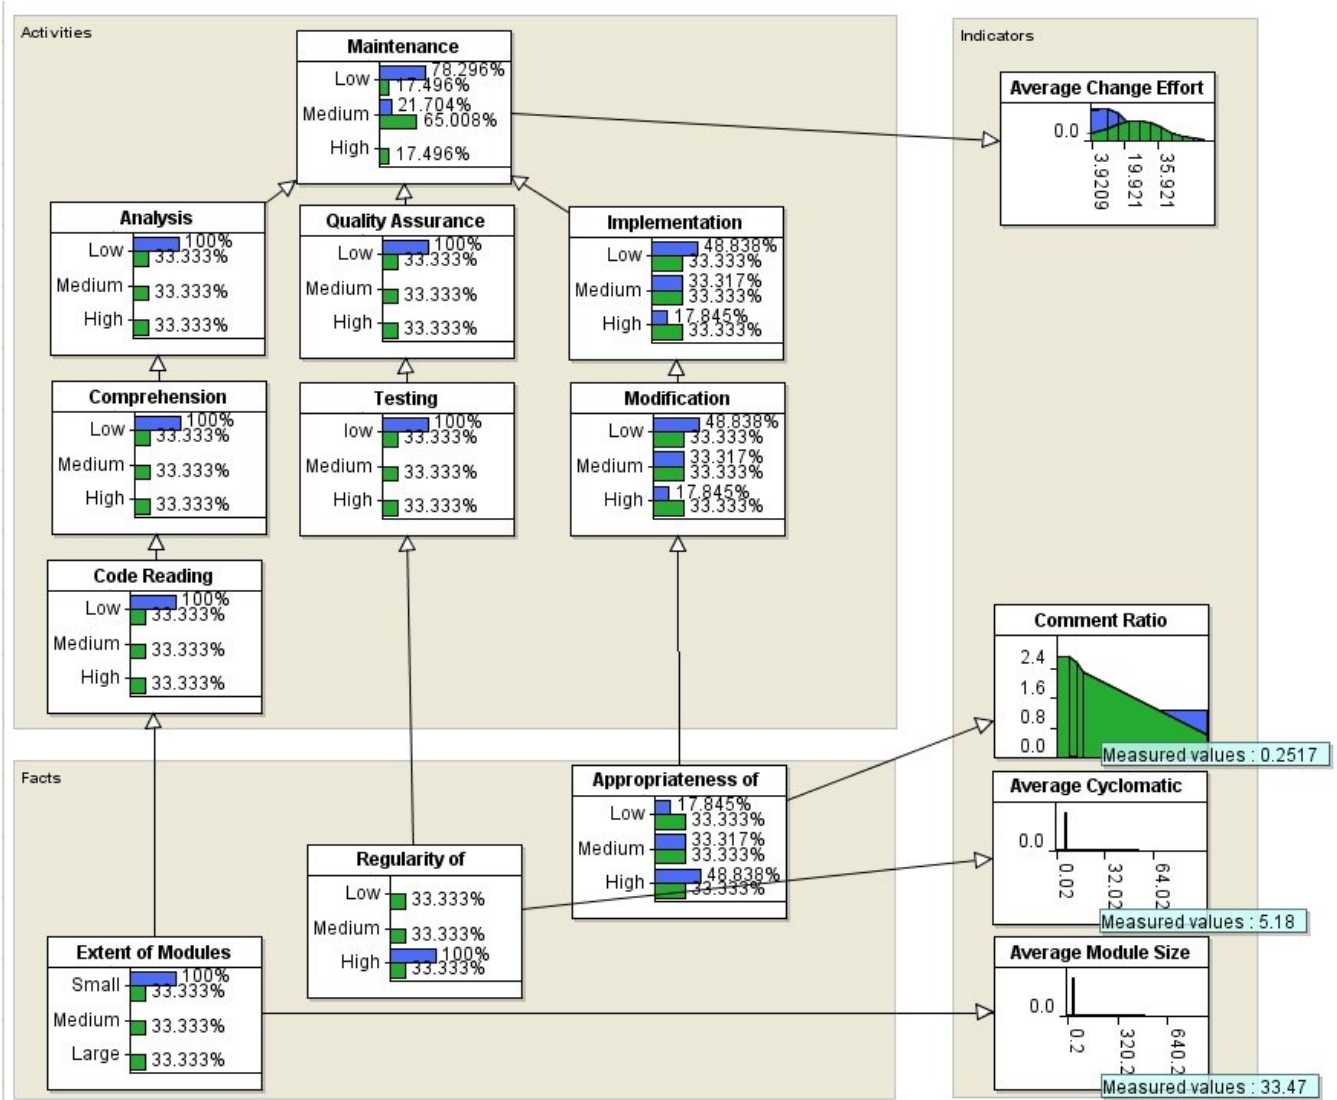 Activities
Maintenance
Low 78.296%
17.496%
Medium 21.704%
65.008%
High 17.496%
Analysis
Low 100%
33.333%
Medium 33.333%
High 33.333%
Quality Assurance
Low 100%
33.333%
Medium 33.333%
High 33.333%
Implementation
Low 48.838%
33.333%
Medium 33.317%
33.333%
High 17.845%
33.333%
Comprehension
Low 100%
33.333%
Medium 33.333%
High 33.333%
Testing
low 100%
33.333%
Medium 33.333%
High 33.333%
Modification
Low 48.838%
33.333%
Medium 33.317%
33.333%
High 17.845%
33.333%
Code Reading
Low 100%
33.333%
Medium 33.333%
High 33.333%
Facts
Appropriateness of
Low 17.845%
33.333%
Medium 33.317%
33.333%
High 48.838%
33.333%
Regularity of
Low 33.333%
Medium 33.333%
High 100%
33.333%
Extent of Modules
Small 100%
33.333%
Medium 33.333%
Large 33.333%
Indicators
Average Change Effort
0.0
3.9209
19.921
35.921
Comment Ratio
2.4
1.6
0.8
0.0
Measured values : 0.2517
Average Cyclomatic
0.0
0.02
32.02
64.02
Measured values : 5.18
Average Module Size
0.0
0.2
320.2
640.2
Measured values : 33.47